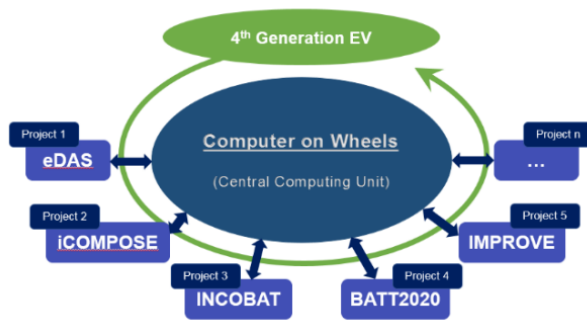 4th Generation EV
Computer on Wheels
(Central Computing Unit)
Project 1
eDAS
Project 2
iCOMPOSE
Project 3
INCOBAT
Project 4
BATT2020
Project 5
IMPROVE
Project n
...